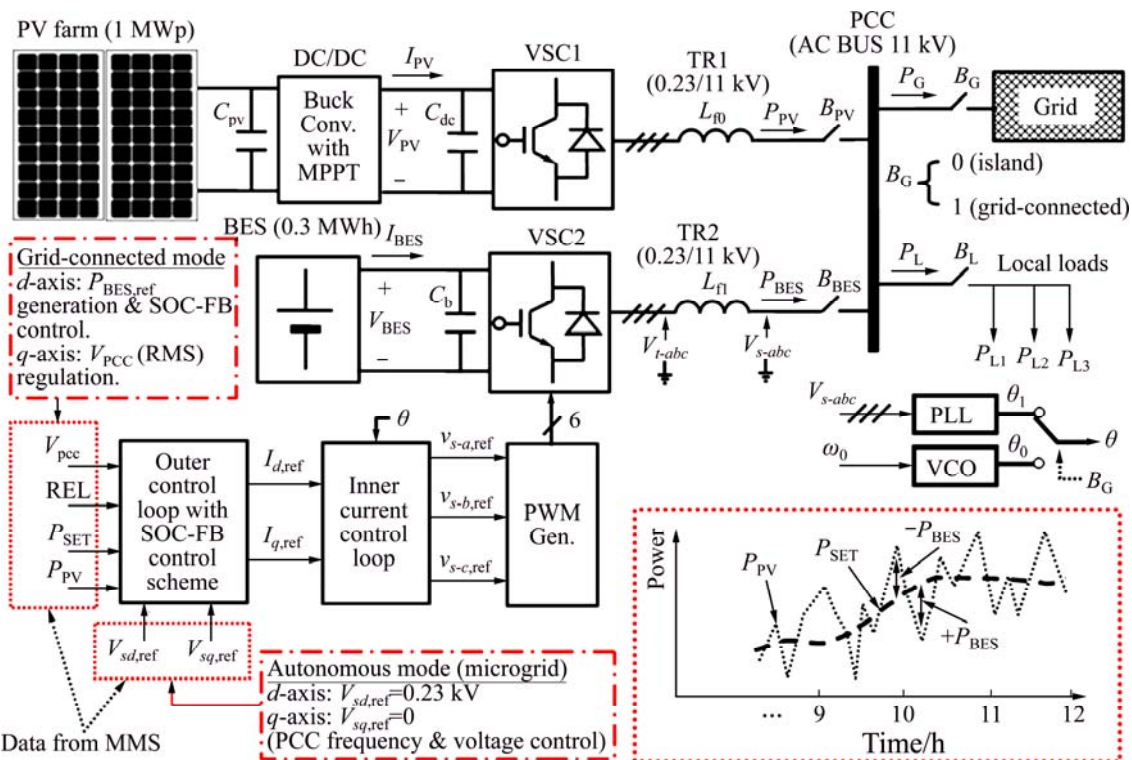 PV farm (1 MWp)
C_pv
DC/DC
Buck
Conv.
with
MPPT
I_PV
+
V_PV
−
C_dc
VSC1
TR1
(0.23/11 kV)
L_f0
P_PV
B_PV
PCC
(AC BUS 11 kV)
P_G
B_G
Grid
B_G
0 (island)
1 (grid-connected)
BES (0.3 MWh)
I_BES
+
V_BES
−
C_b
VSC2
TR2
(0.23/11 kV)
L_f1
P_BES
B_BES
V_t-abc
V_s-abc
P_L
B_L
Local loads
P_L1
P_L2
P_L3
Grid-connected mode
d-axis: P_BES,ref
generation & SOC-FB
control.
q-axis: V_PCC (RMS)
regulation.
V_pcc
REL
P_SET
P_PV
Outer
control
loop with
SOC-FB
control
scheme
I_d,ref
I_q,ref
θ
Inner
current
control
loop
v_s-a,ref
v_s-b,ref
v_s-c,ref
6
PWM
Gen.
V_s-abc
PLL
θ_1
ω_0
VCO
θ_0
θ
B_G
V_sd,ref
V_sq,ref
Data from MMS
Autonomous mode (microgrid)
d-axis: V_sd,ref=0.23 kV
q-axis: V_sq,ref=0
(PCC frequency & voltage control)
Power
P_PV
P_SET
−P_BES
+P_BES
... 9 10 11 12
Time/h